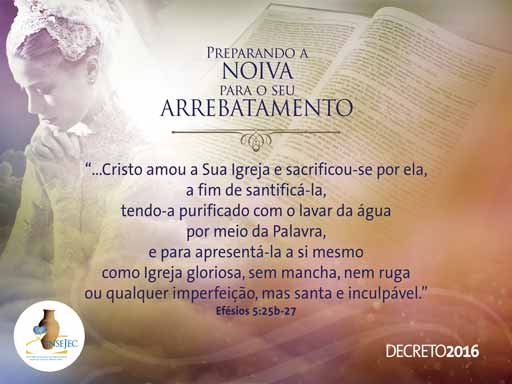 PREPARANDO A
NOIVA
PARA O SEU
ARREBATAMENTO
“...Cristo amou a Sua Igreja e sacrificou-se por ela,
a fim de santificá-la,
tendo-a purificado com o lavar da água
por meio da Palavra,
e para apresentá-la a si mesmo
como Igreja gloriosa, sem mancha, nem ruga
ou qualquer imperfeição, mas santa e inculpável.”
Efésios 5:25b-27
DECRETO2016